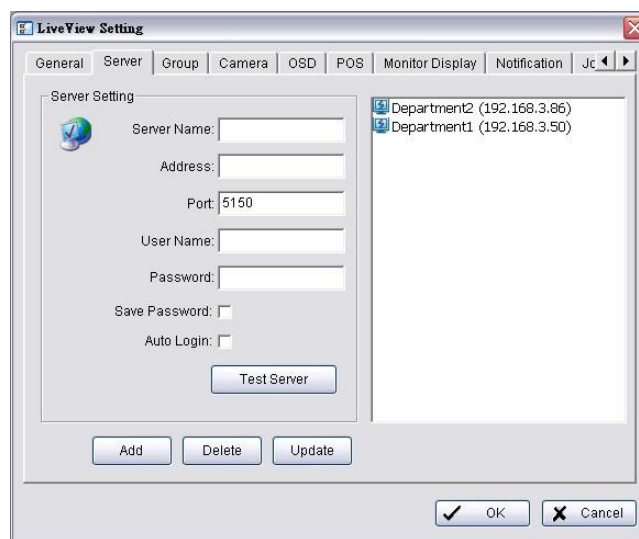 LiveView Setting
General Server Group Camera OSD POS Monitor Display Notification
Server Setting
Server Name:
Address:
Port: 5150
User Name:
Password:
Save Password:
Auto Login:
Test Server
Add Delete Update
Department2 (192.168.3.86)
Department1 (192.168.3.50)
OK Cancel